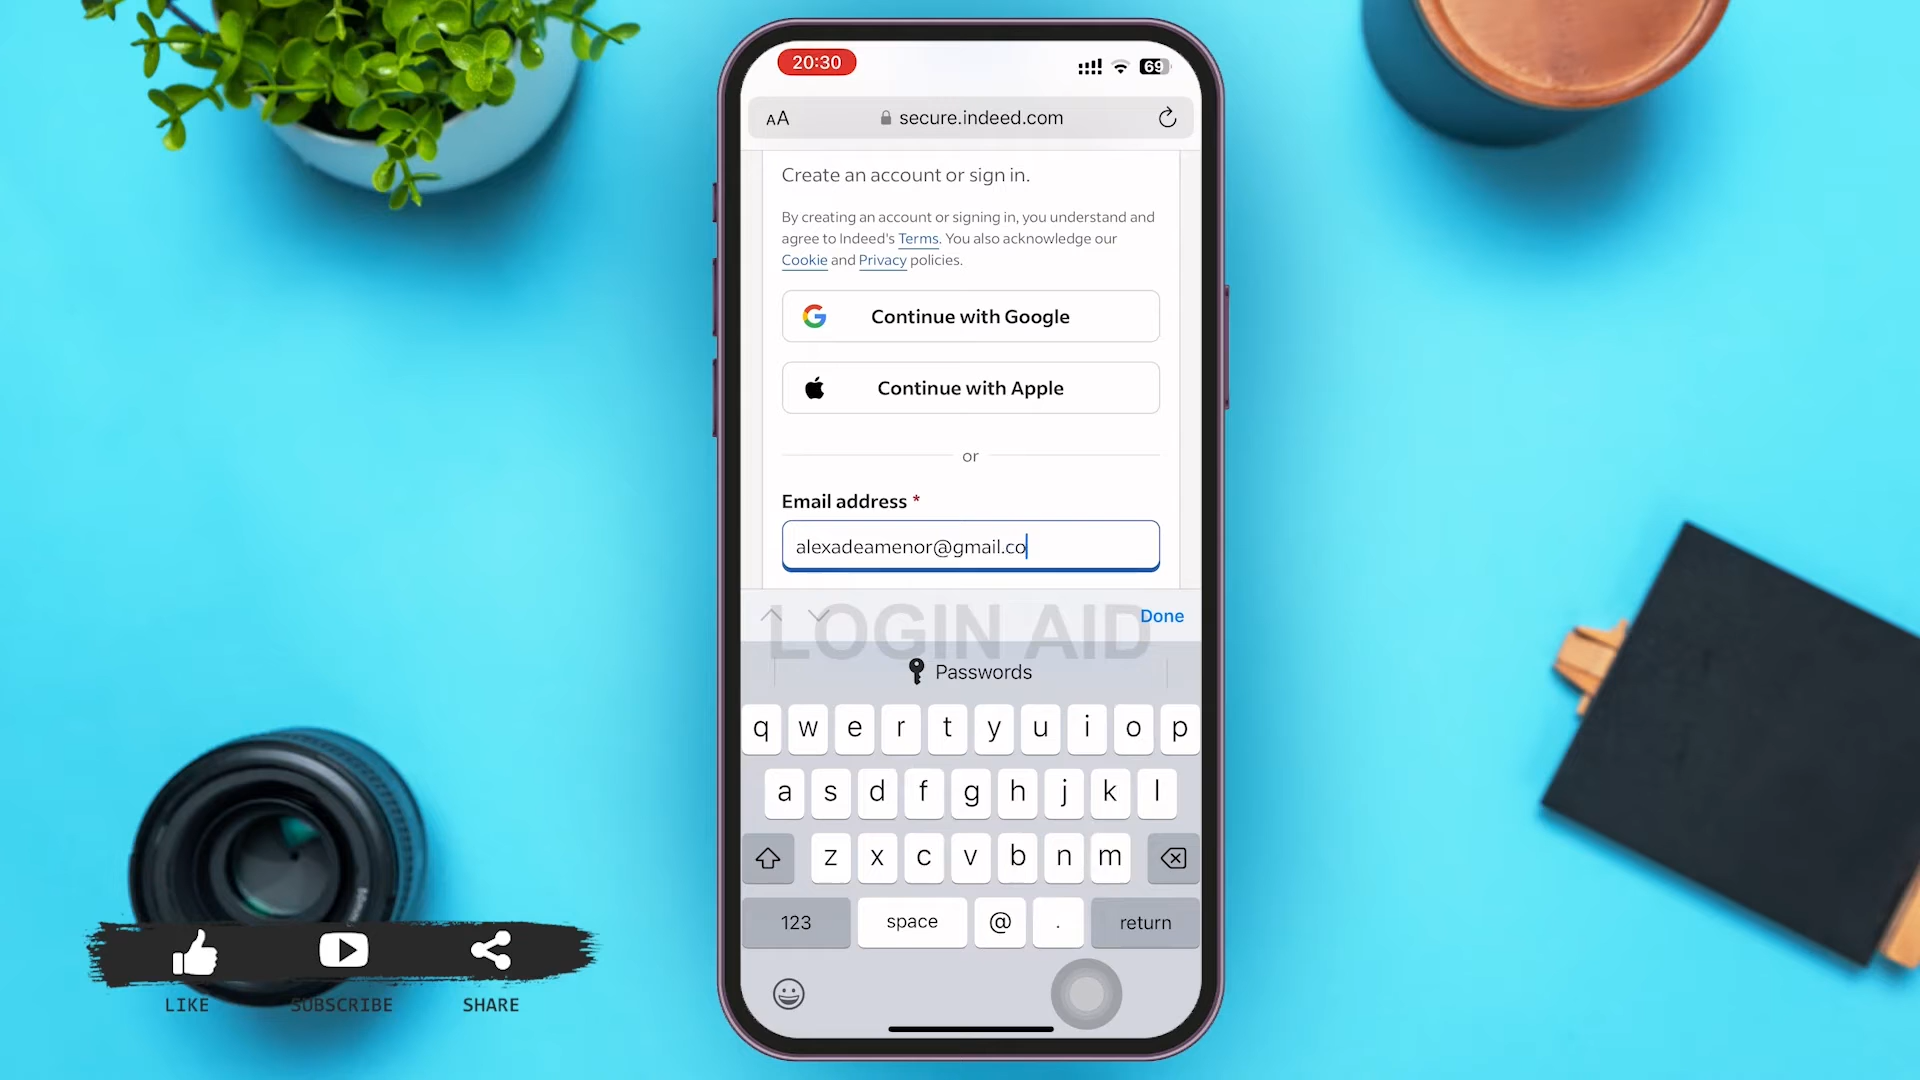 20:30
69
AA secure.indeed.com
Create an account or sign in.
By creating an account or signing in, you understand and
agree to Indeed's Terms. You also acknowledge our
Cookie and Privacy policies.
Continue with Google
Continue with Apple
or
Email address *
alexadeamenor@gmail.co
Done
LOGIN AID
Passwords
q w e r t y u i o p
a s d f g h j k l
z x c v b n m
123 space @ . return
LIKE SUBSCRIBE SHARE